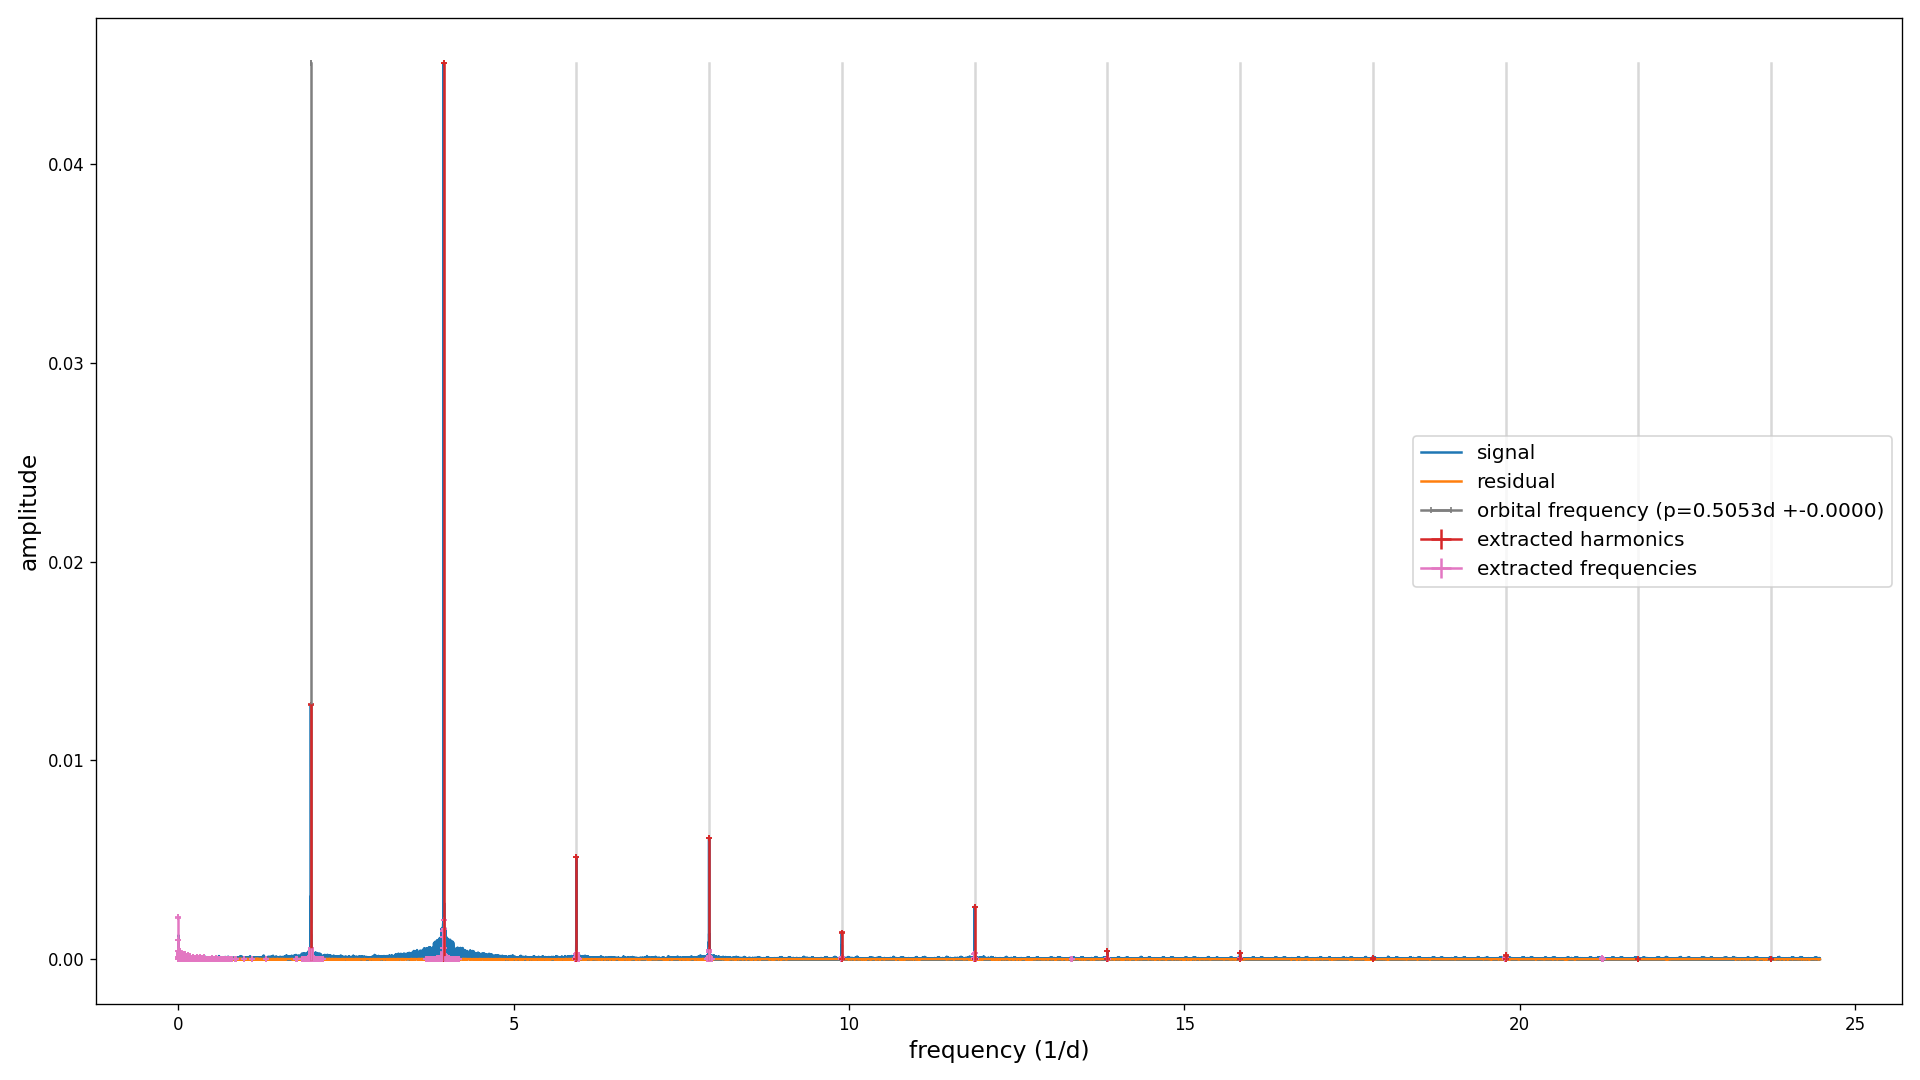 amplitude
0.04
0.03
0.02
0.01
0.00
0
5
10
15
20
25
frequency (1/d)
signal
residual
orbital frequency (p=0.5053d +-0.0000)
extracted harmonics
extracted frequencies